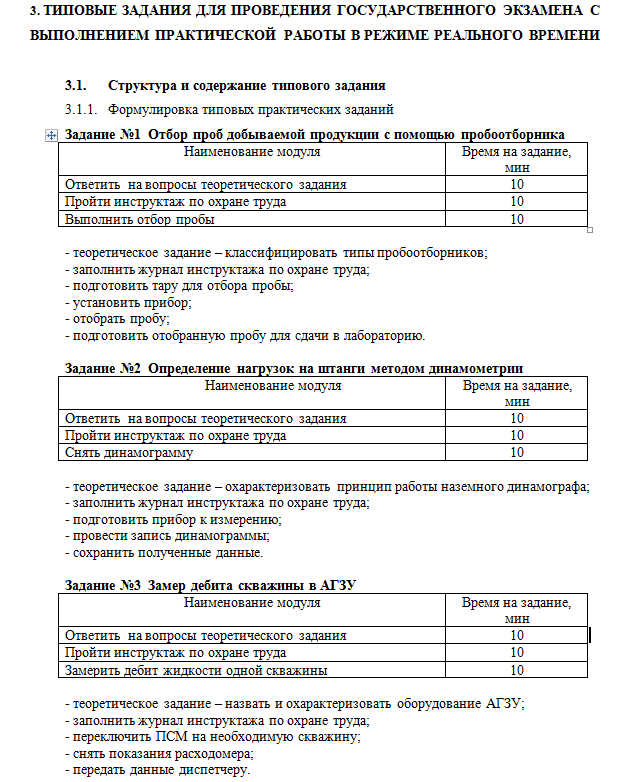 3. ТИПОВЫЕ ЗАДАНИЯ ДЛЯ ПРОВЕДЕНИЯ ГОСУДАРСТВЕННОГО ЭКЗАМЕНА С
ВЫПОЛНЕНИЕМ ПРАКТИЧЕСКОЙ РАБОТЫ В РЕЖИМЕ РЕАЛЬНОГО ВРЕМЕНИ
3.1. Структура и содержание типового задания
3.1.1. Формулировка типовых практических заданий
Задание №1 Отбор проб добываемой продукции с помощью пробоотборника
Наименование модуля Время на задание,
мин
Ответить на вопросы теоретического задания 10
Пройти инструктаж по охране труда 10
Выполнить отбор пробы 10
- теоретическое задание – классифицировать типы пробоотборников;
- заполнить журнал инструктажа по охране труда;
- подготовить тару для отбора пробы;
- установить прибор;
- отобрать пробу;
- подготовить отобранную пробу для сдачи в лабораторию.
Задание №2 Определение нагрузок на штанги методом динамометрии
Наименование модуля Время на задание,
мин
Ответить на вопросы теоретического задания 10
Пройти инструктаж по охране труда 10
Снять динамограмму 10
- теоретическое задание – охарактеризовать принцип работы наземного динамографа;
- заполнить журнал инструктажа по охране труда;
- подготовить прибор к измерению;
- провести запись динамограммы;
- сохранить полученные данные.
Задание №3 Замер дебита скважины в АГЗУ
Наименование модуля Время на задание,
мин
Ответить на вопросы теоретического задания 10
Пройти инструктаж по охране труда 10
Замерить дебит жидкости одной скважины 10
- теоретическое задание – назвать и охарактеризовать оборудование АГЗУ;
- заполнить журнал инструктажа по охране труда;
- переключить ПСМ на необходимую скважину;
- снять показания расходомера;
- передать данные диспетчеру.